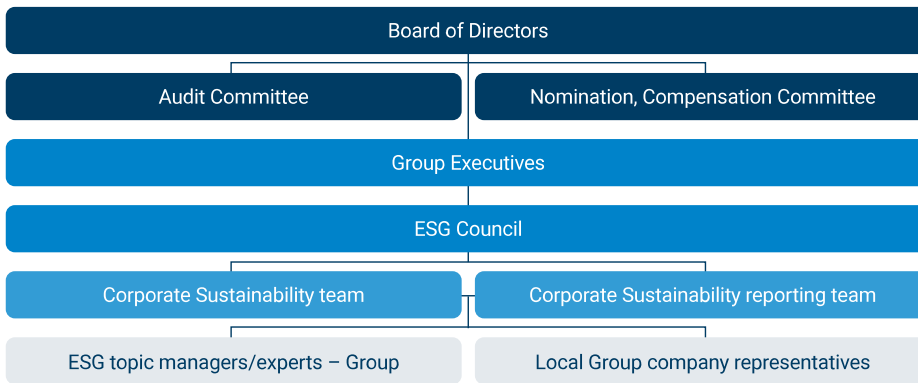 Board of Directors
Audit Committee
Nomination, Compensation Committee
Group Executives
ESG Council
Corporate Sustainability team
Corporate Sustainability reporting team
ESG topic managers/experts – Group
Local Group company representatives